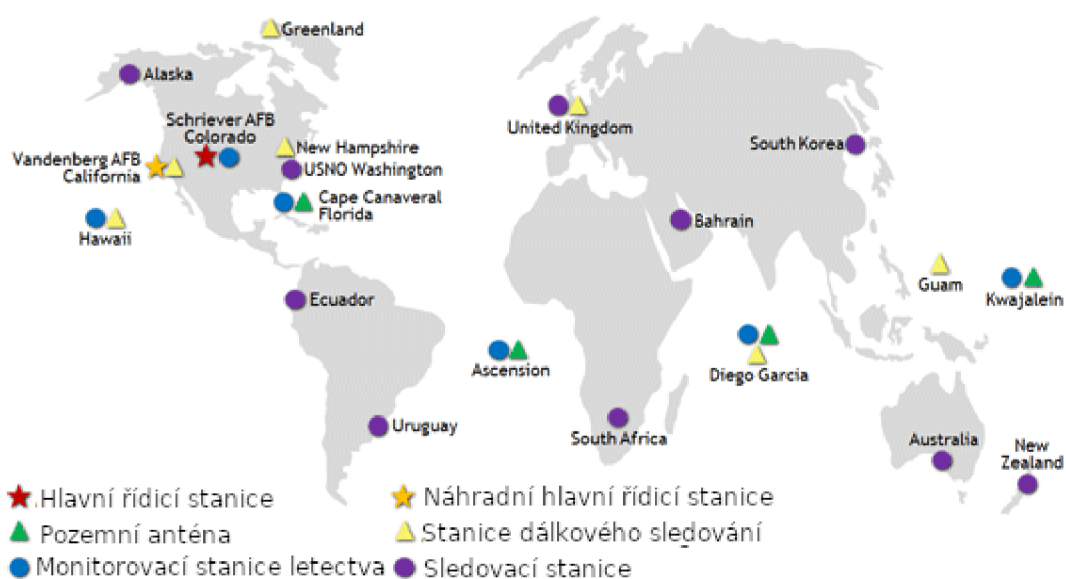 Greenland
Alaska
Schriever AFB
Colorado
New Hampshire
Vandenberg AFB
California
USNO Washington
Cape Canaveral
Florida
Hawaii
United Kingdom
South Korea
Bahrain
Guam
Kwajalein
Ecuador
Ascension
Diego Garcia
Uruguay
South Africa
Australia
New
Zealand
Hlavní řídicí stanice
Náhradní hlavní řídicí stanice
Pozemní anténa
Stanice dálkového sledování
Monitorovací stanice letectva
Sledovací stanice